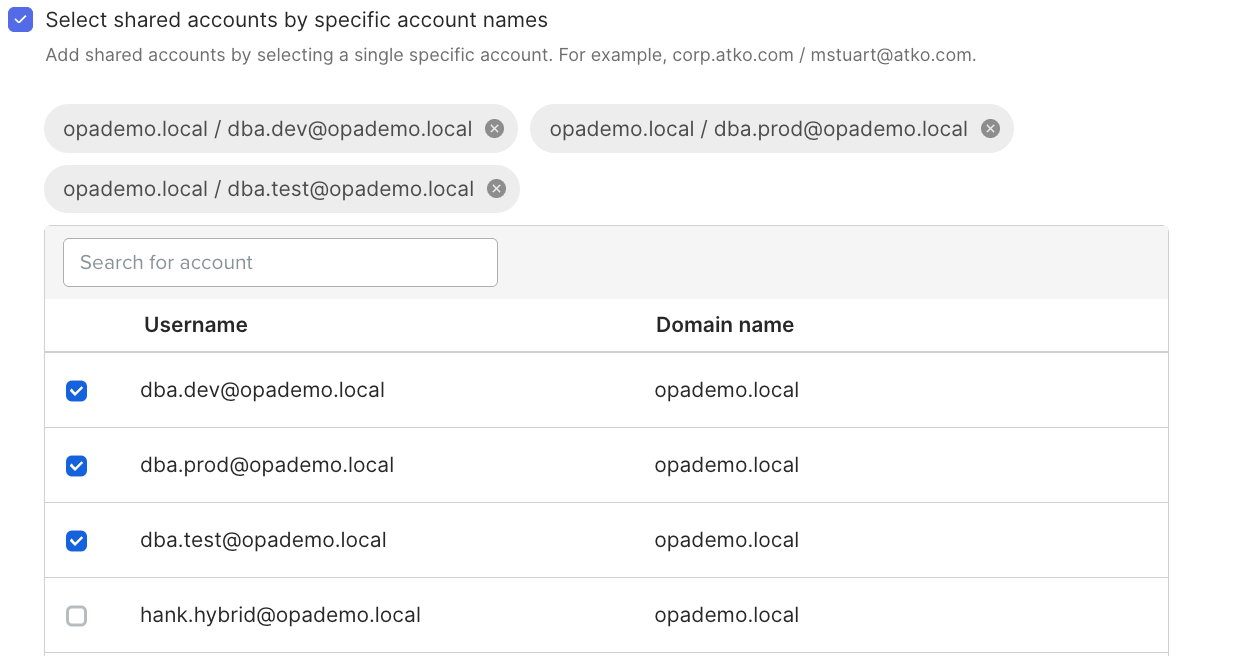 Select shared accounts by specific account names
Add shared accounts by selecting a single specific account. For example, corp.atko.com / mstuart@atko.com.
opademo.local / dba.dev@opademo.local
opademo.local / dba.prod@opademo.local
opademo.local / dba.test@opademo.local
Search for account
Username Domain name
dba.dev@opademo.local opademo.local
dba.prod@opademo.local opademo.local
dba.test@opademo.local opademo.local
hank.hybrid@opademo.local opademo.local